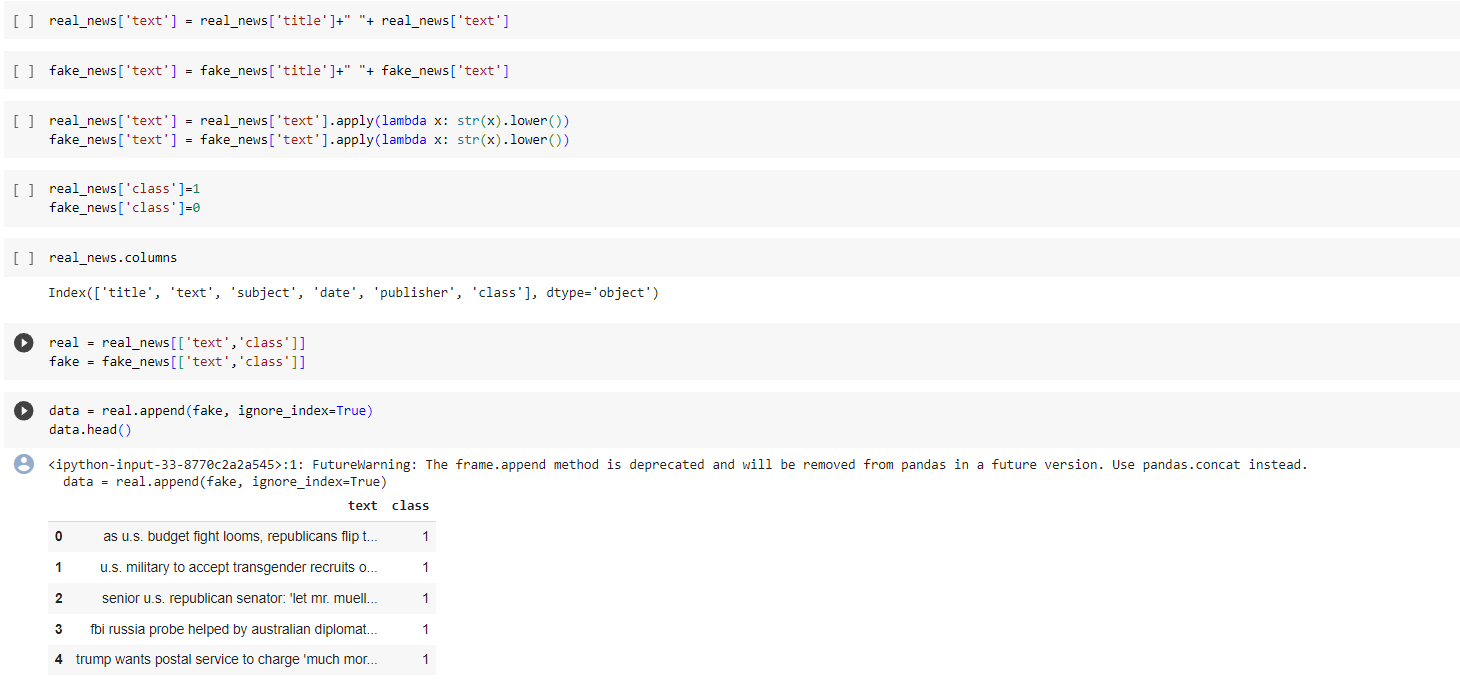 [ ] real_news['text'] = real_news['title']+" "+ real_news['text']
[ ] fake_news['text'] = fake_news['title']+" "+ fake_news['text']
[ ] real_news['text'] = real_news['text'].apply(lambda x: str(x).lower())
fake_news['text'] = fake_news['text'].apply(lambda x: str(x).lower())
[ ] real_news['class']=1
fake_news['class']=0
[ ] real_news.columns
Index(['title', 'text', 'subject', 'date', 'publisher', 'class'], dtype='object')
real = real_news[['text','class']]
fake = fake_news[['text','class']]
data = real.append(fake, ignore_index=True)
data.head()
<ipython-input-33-8770c2a2a545>:1: FutureWarning: The frame.append method is deprecated and will be removed from pandas in a future version. Use pandas.concat instead.
data = real.append(fake, ignore_index=True)
text class
0 as u.s. budget fight looms, republicans flip t... 1
1 u.s. military to accept transgender recruits o... 1
2 senior u.s. republican senator: 'let mr. muell... 1
3 fbi russia probe helped by australian diplomat... 1
4 trump wants postal service to charge 'much mor... 1